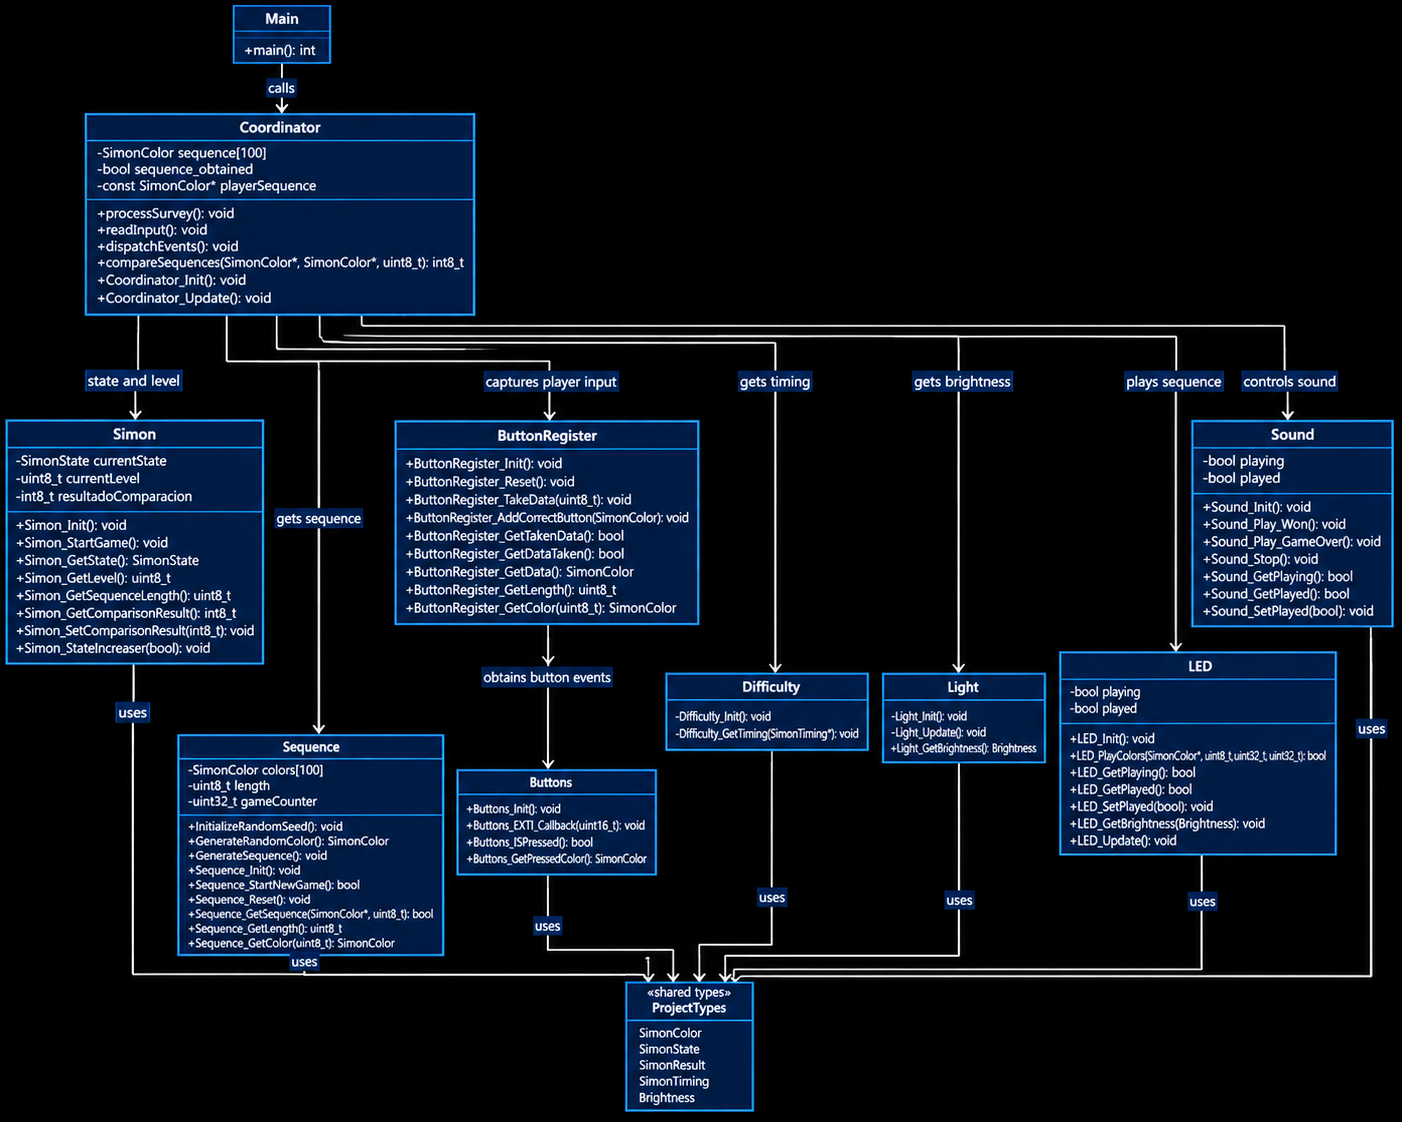 Main
+main(): int
calls
Coordinator
-SimonColor sequence[100]
-bool sequence_obtained
-const SimonColor* playerSequence
+processSurvey(): void
+readInput(): void
+dispatchEvents(): void
+compareSequences(SimonColor*, SimonColor*, uint8_t): int8_t
+Coordinator_Init(): void
+Coordinator_Update(): void
state and level
captures player input
gets timing
gets brightness
plays sequence
controls sound
Simon
-SimonState currentState
-uint8_t currentLevel
-int8_t resultadoComparacion
+Simon_Init(): void
+Simon_StartGame(): void
+Simon_GetState(): SimonState
+Simon_GetLevel(): uint8_t
+Simon_GetSequenceLength(): uint8_t
+Simon_GetComparisonResult(): int8_t
+Simon_SetComparisonResult(int8_t): void
+Simon_StateIncreaser(bool): void
gets sequence
ButtonRegister
+ButtonRegister_Init(): void
+ButtonRegister_Reset(): void
+ButtonRegister_TakeData(uint8_t): void
+ButtonRegister_AddCorrectButton(SimonColor): void
+ButtonRegister_GetTakenData(): bool
+ButtonRegister_GetDataTaken(): bool
+ButtonRegister_GetData(): SimonColor
+ButtonRegister_GetLength(): uint8_t
+ButtonRegister_GetColor(uint8_t): SimonColor
Sound
-bool playing
-bool played
+Sound_Init(): void
+Sound_Play_Won(): void
+Sound_Play_GameOver(): void
+Sound_Stop(): void
+Sound_GetPlaying(): bool
+Sound_GetPlayed(): bool
+Sound_SetPlayed(bool): void
obtains button events
Difficulty
-Difficulty_Init(): void
-Difficulty_GetTiming(SimonTiming*): void
Light
-Light_Init(): void
-Light_Update(): void
+Light_GetBrightness(): Brightness
LED
-bool playing
-bool played
+LED_Init(): void
+LED_PlayColors(SimonColor*, uint8_t, uint32_t, uint32_t): bool
+LED_GetPlaying(): bool
+LED_GetPlayed(): bool
+LED_SetPlayed(bool): void
+LED_GetBrightness(Brightness): void
+LED_Update(): void
uses
uses
Sequence
-SimonColor colors[100]
-uint8_t length
-uint32_t gameCounter
+InitializeRandomSeed(): void
+GenerateRandomColor(): SimonColor
+GenerateSequence(): void
+Sequence_Init(): void
+Sequence_StartNewGame(): bool
+Sequence_Reset(): void
+Sequence_GetSequence(SimonColor*, uint8_t): bool
+Sequence_GetLength(): uint8_t
+Sequence_GetColor(uint8_t): SimonColor
Buttons
+Buttons_Init(): void
+Buttons_EXTI_Callback(uint16_t): void
+Buttons_ISPressed(): bool
+Buttons_GetPressedColor(): SimonColor
uses
uses
uses
uses
uses
«shared types»
ProjectTypes
SimonColor
SimonState
SimonResult
SimonTiming
Brightness